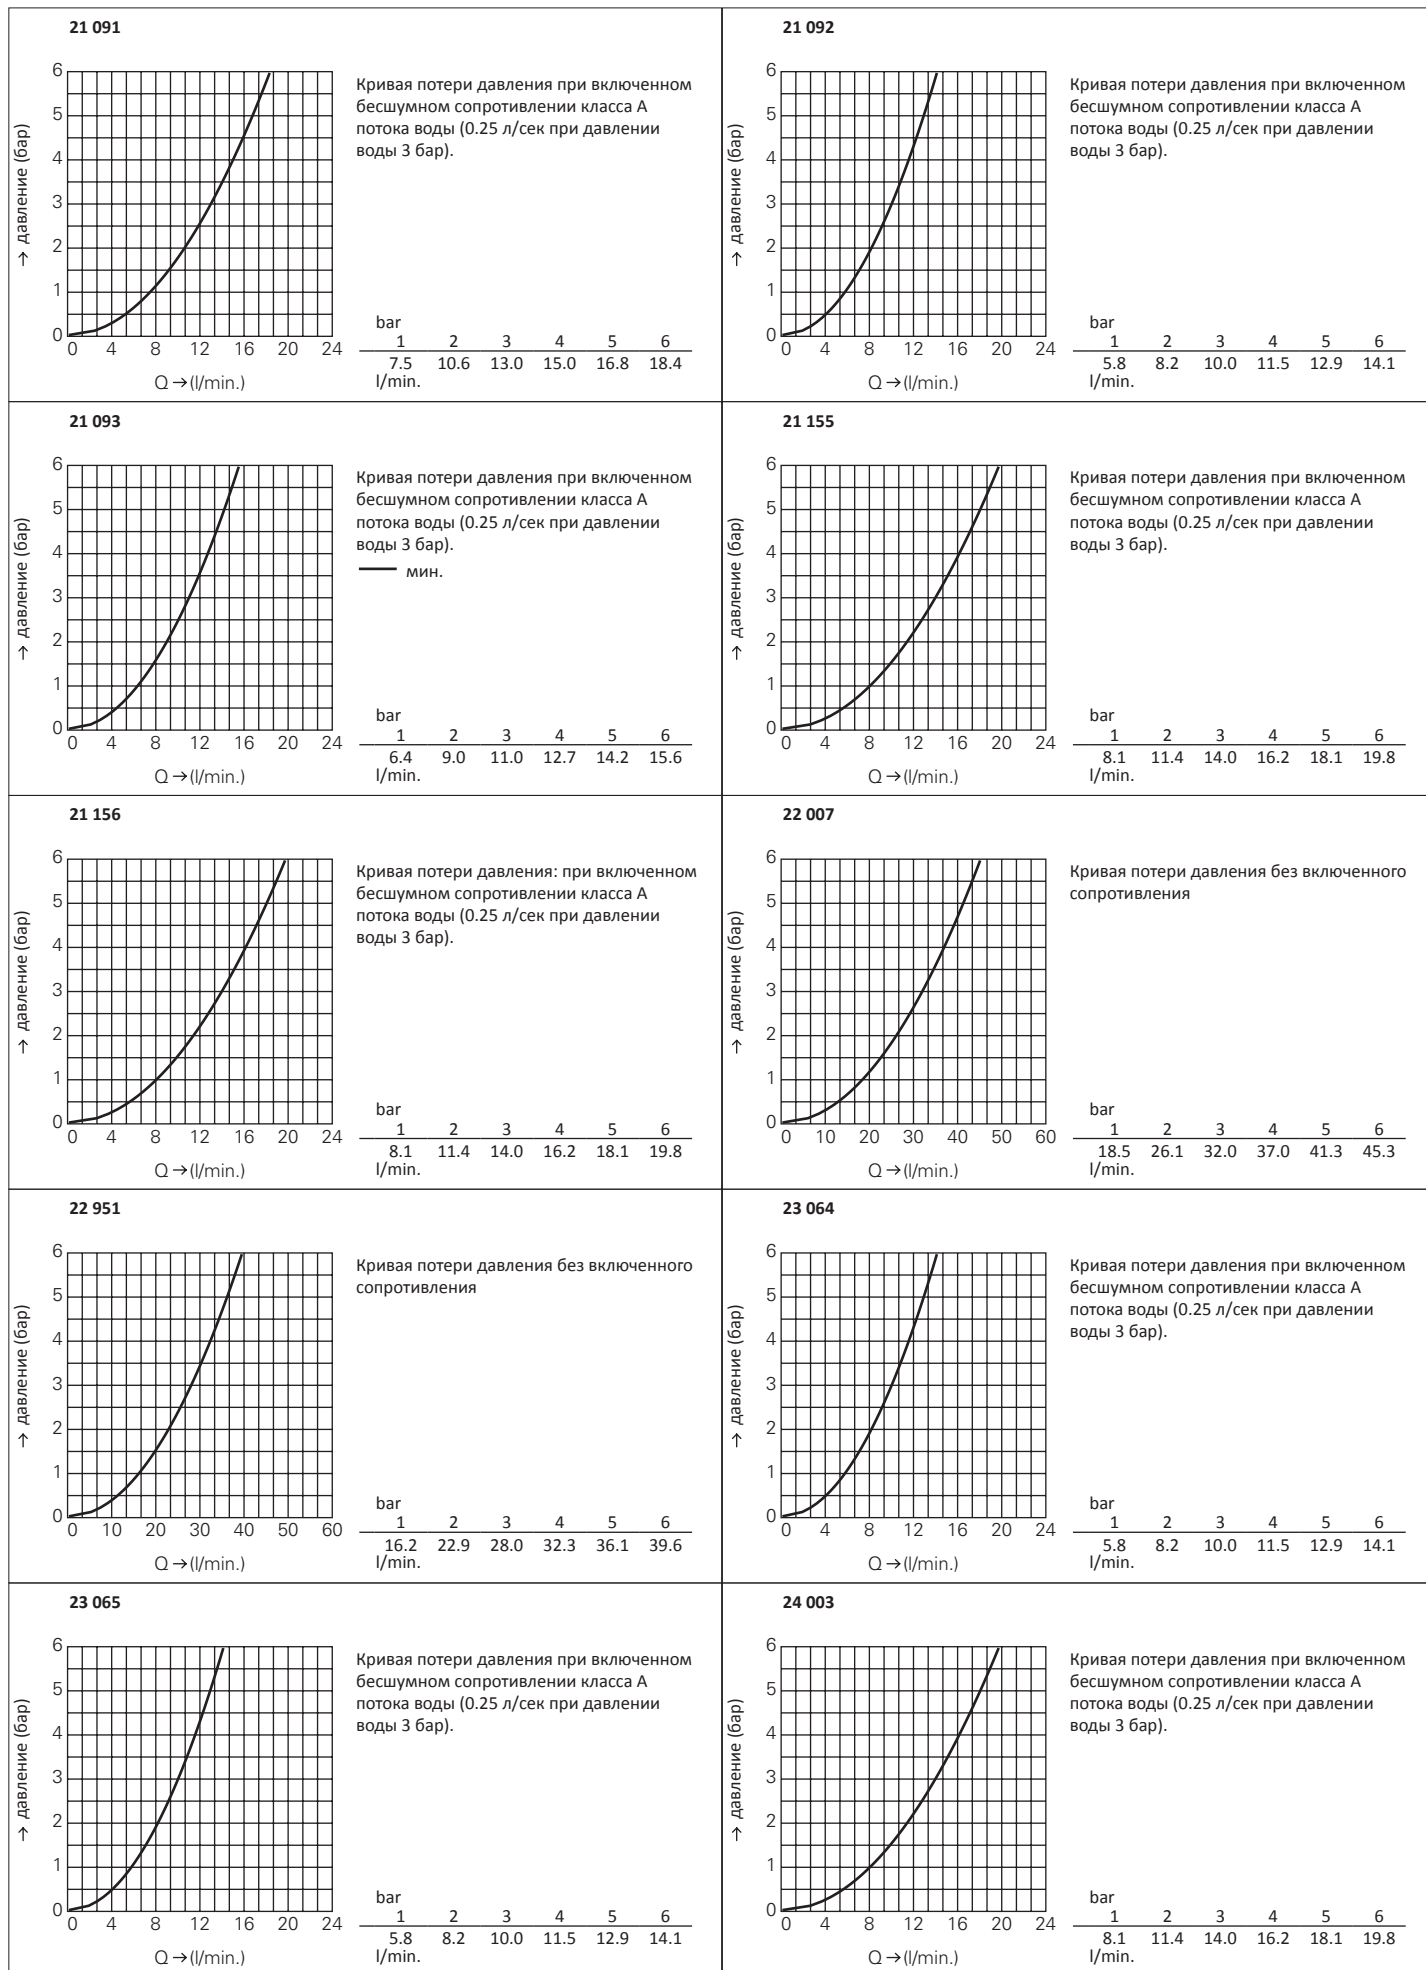 21 091
6
5
4
3
2
1
0
→ давление (бар)
0 4 8 12 16 20 24
Q → (l/min.)
Кривая потери давления при включенном
бесшумном сопротивлении класса А
потока воды (0.25 л/сек при давлении
воды 3 бар).
bar
1 2 3 4 5 6
7.5 10.6 13.0 15.0 16.8 18.4
l/min.
21 092
6
5
4
3
2
1
0
→ давление (бар)
0 4 8 12 16 20 24
Q → (l/min.)
Кривая потери давления при включенном
бесшумном сопротивлении класса А
потока воды (0.25 л/сек при давлении
воды 3 бар).
bar
1 2 3 4 5 6
5.8 8.2 10.0 11.5 12.9 14.1
l/min.
21 093
6
5
4
3
2
1
0
→ давление (бар)
0 4 8 12 16 20 24
Q → (l/min.)
Кривая потери давления при включенном
бесшумном сопротивлении класса А
потока воды (0.25 л/сек при давлении
воды 3 бар).
мин.
bar
1 2 3 4 5 6
6.4 9.0 11.0 12.7 14.2 15.6
l/min.
21 155
6
5
4
3
2
1
0
→ давление (бар)
0 4 8 12 16 20 24
Q → (l/min.)
Кривая потери давления при включенном
бесшумном сопротивлении класса А
потока воды (0.25 л/сек при давлении
воды 3 бар).
bar
1 2 3 4 5 6
8.1 11.4 14.0 16.2 18.1 19.8
l/min.
21 156
6
5
4
3
2
1
0
→ давление (бар)
0 4 8 12 16 20 24
Q → (l/min.)
Кривая потери давления: при включенном
бесшумном сопротивлении класса А
потока воды (0.25 л/сек при давлении
воды 3 бар).
bar
1 2 3 4 5 6
8.1 11.4 14.0 16.2 18.1 19.8
l/min.
22 007
6
5
4
3
2
1
0
→ давление (бар)
0 10 20 30 40 50 60
Q → (l/min.)
Кривая потери давления без включенного
сопротивления
bar
1 2 3 4 5 6
18.5 26.1 32.0 37.0 41.3 45.3
l/min.
22 951
6
5
4
3
2
1
0
→ давление (бар)
0 10 20 30 40 50 60
Q → (l/min.)
Кривая потери давления без включенного
сопротивления
bar
1 2 3 4 5 6
16.2 22.9 28.0 32.3 36.1 39.6
l/min.
23 064
6
5
4
3
2
1
0
→ давление (бар)
0 4 8 12 16 20 24
Q → (l/min.)
Кривая потери давления при включенном
бесшумном сопротивлении класса А
потока воды (0.25 л/сек при давлении
воды 3 бар).
bar
1 2 3 4 5 6
5.8 8.2 10.0 11.5 12.9 14.1
l/min.
23 065
6
5
4
3
2
1
0
→ давление (бар)
0 4 8 12 16 20 24
Q → (l/min.)
Кривая потери давления при включенном
бесшумном сопротивлении класса А
потока воды (0.25 л/сек при давлении
воды 3 бар).
bar
1 2 3 4 5 6
5.8 8.2 10.0 11.5 12.9 14.1
l/min.
24 003
6
5
4
3
2
1
0
→ давление (бар)
0 4 8 12 16 20 24
Q → (l/min.)
Кривая потери давления при включенном
бесшумном сопротивлении класса А
потока воды (0.25 л/сек при давлении
воды 3 бар).
bar
1 2 3 4 5 6
8.1 11.4 14.0 16.2 18.1 19.8
l/min.